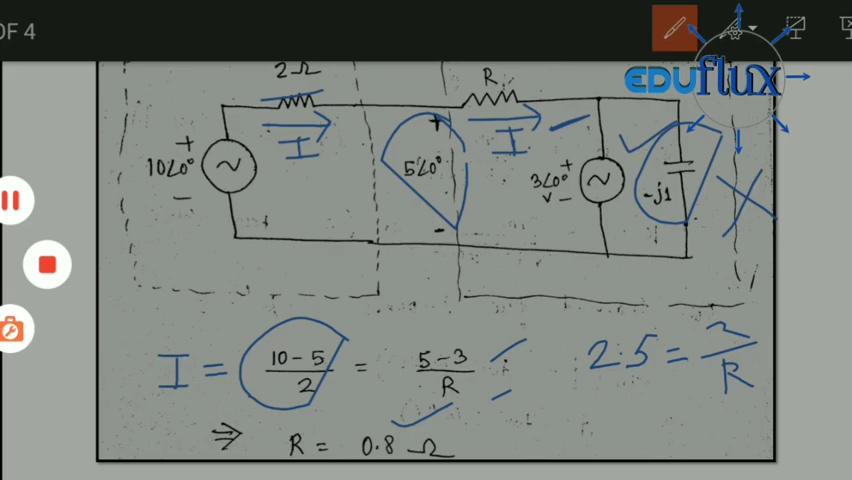 OF 4
EDUflux
2Ω
R
I
I
10∠0°
+
-
+
5∠0°
-
3∠0°
V
+
-
-j1
I = 10-5/2 = 5-3/R
2.5 = 2/R
⇒ R = 0.8 Ω